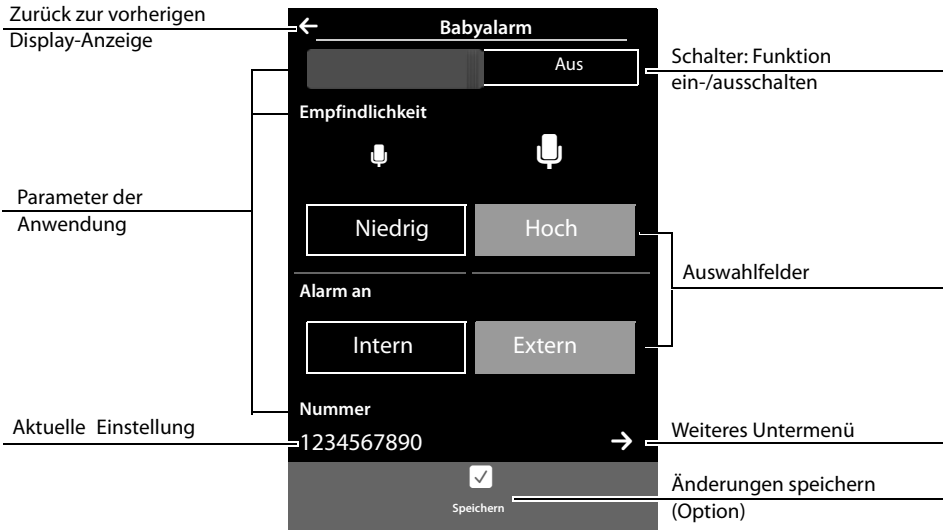 Zurück zur vorherigen
Display-Anzeige
Babyalarm
Aus
Schalter: Funktion
ein-/ausschalten
Empfindlichkeit
Parameter der
Anwendung
Niedrig
Hoch
Auswahlfelder
Alarm an
Intern
Extern
Nummer
Aktuelle Einstellung
1234567890
Weiteres Untermenü
Speichern
Änderungen speichern
(Option)